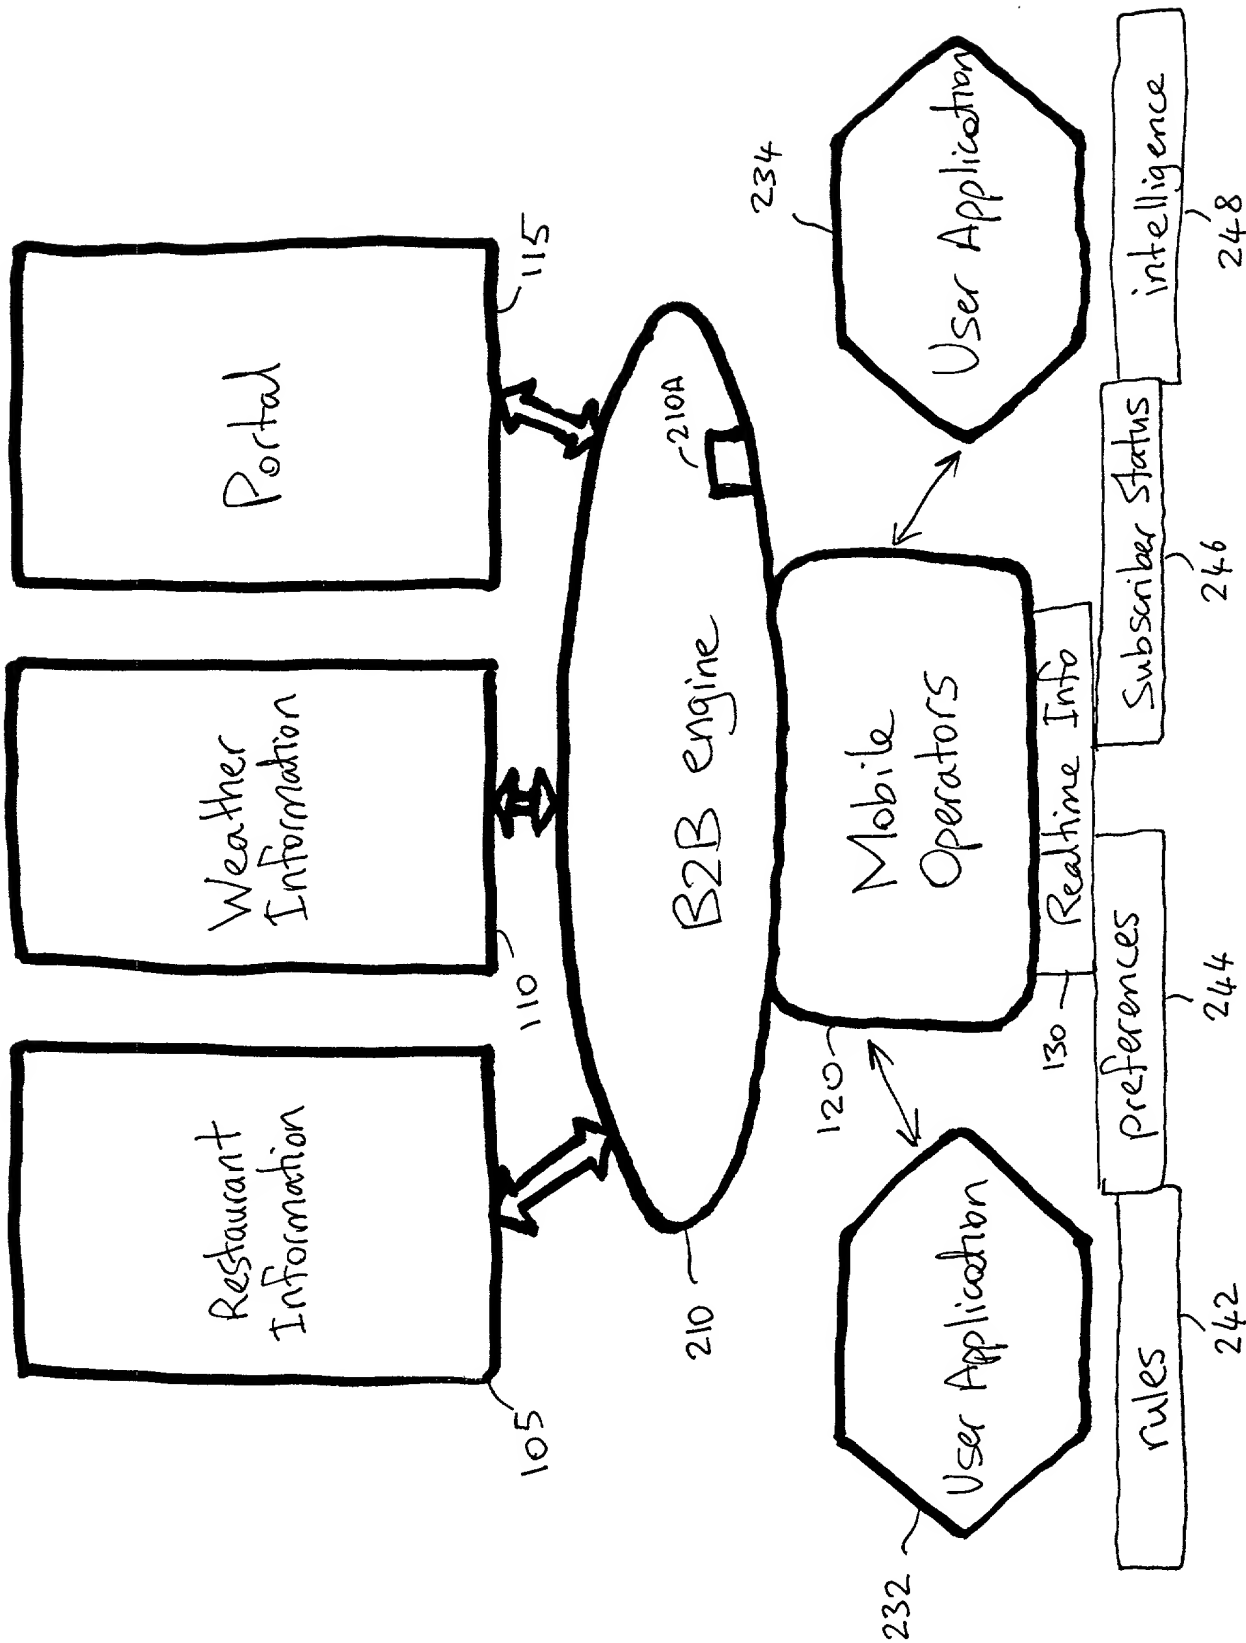 Restaurant
Information
105
Weather
Information
110
Portal
115
B2B engine
210
210A
Mobile
Operators
120
Realtime Info
130
User Application
232
User Application
234
rules
242
preferences
244
Subscriber Status
246
intelligence
248